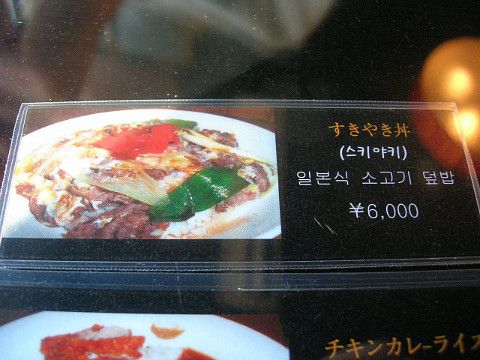 すきやき丼
(스키야키)
일본식 소고기 덮밥
￥6,000
チキンカレーライス